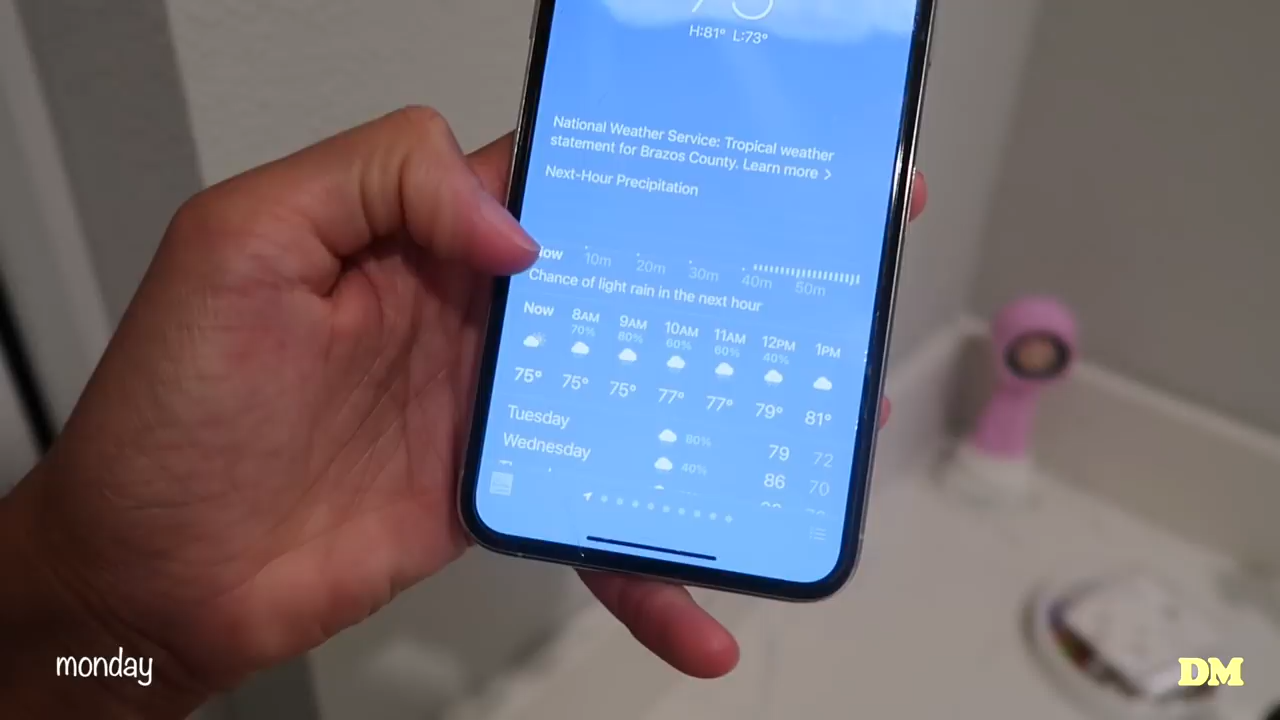 H:81° L:73°
National Weather Service: Tropical weather
statement for Brazos County. Learn more >
Next-Hour Precipitation
10m 20m 30m 40m 50m
Chance of light rain in the next hour
Now 8AM 9AM 10AM 11AM 12PM 1PM
70% 80% 60% 60% 40%
75° 75° 75° 77° 77° 79° 81°
Tuesday 80% 79 72
Wednesday 40% 86 70
monday
DM